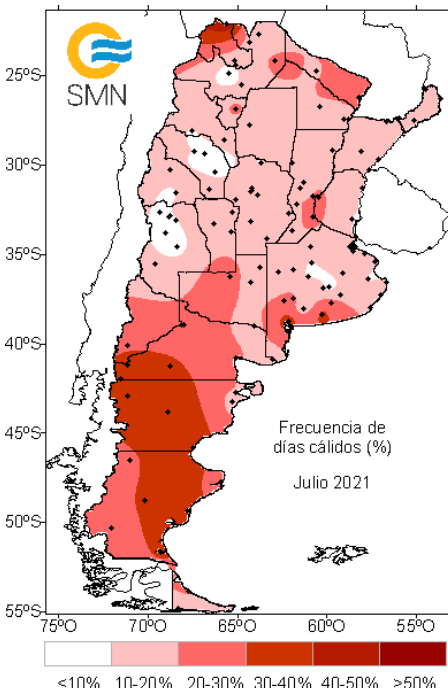 SMN
25ºS
30ºS
35ºS
40ºS
45ºS
50ºS
55ºS
Frecuencia de
días cálidos (%)
Julio 2021
75ºO 70ºO 65ºO 60ºO 55ºO
<10% 10-20% 20-30% 30-40% 40-50% >50%